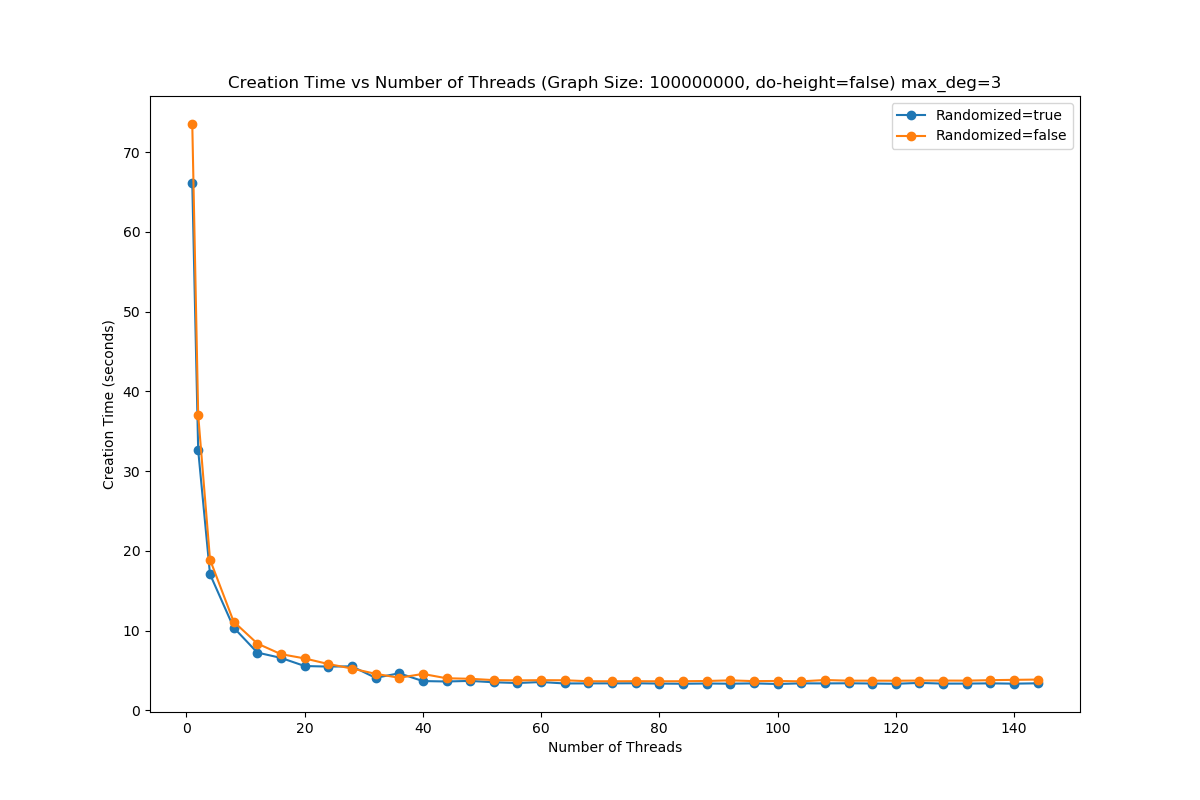 Creation Time vs Number of Threads (Graph Size: 100000000, do-height=false) max_deg=3
Randomized=true
Randomized=false
Creation Time (seconds)
70
60
50
40
30
20
10
0
0 20 40 60 80 100 120 140
Number of Threads